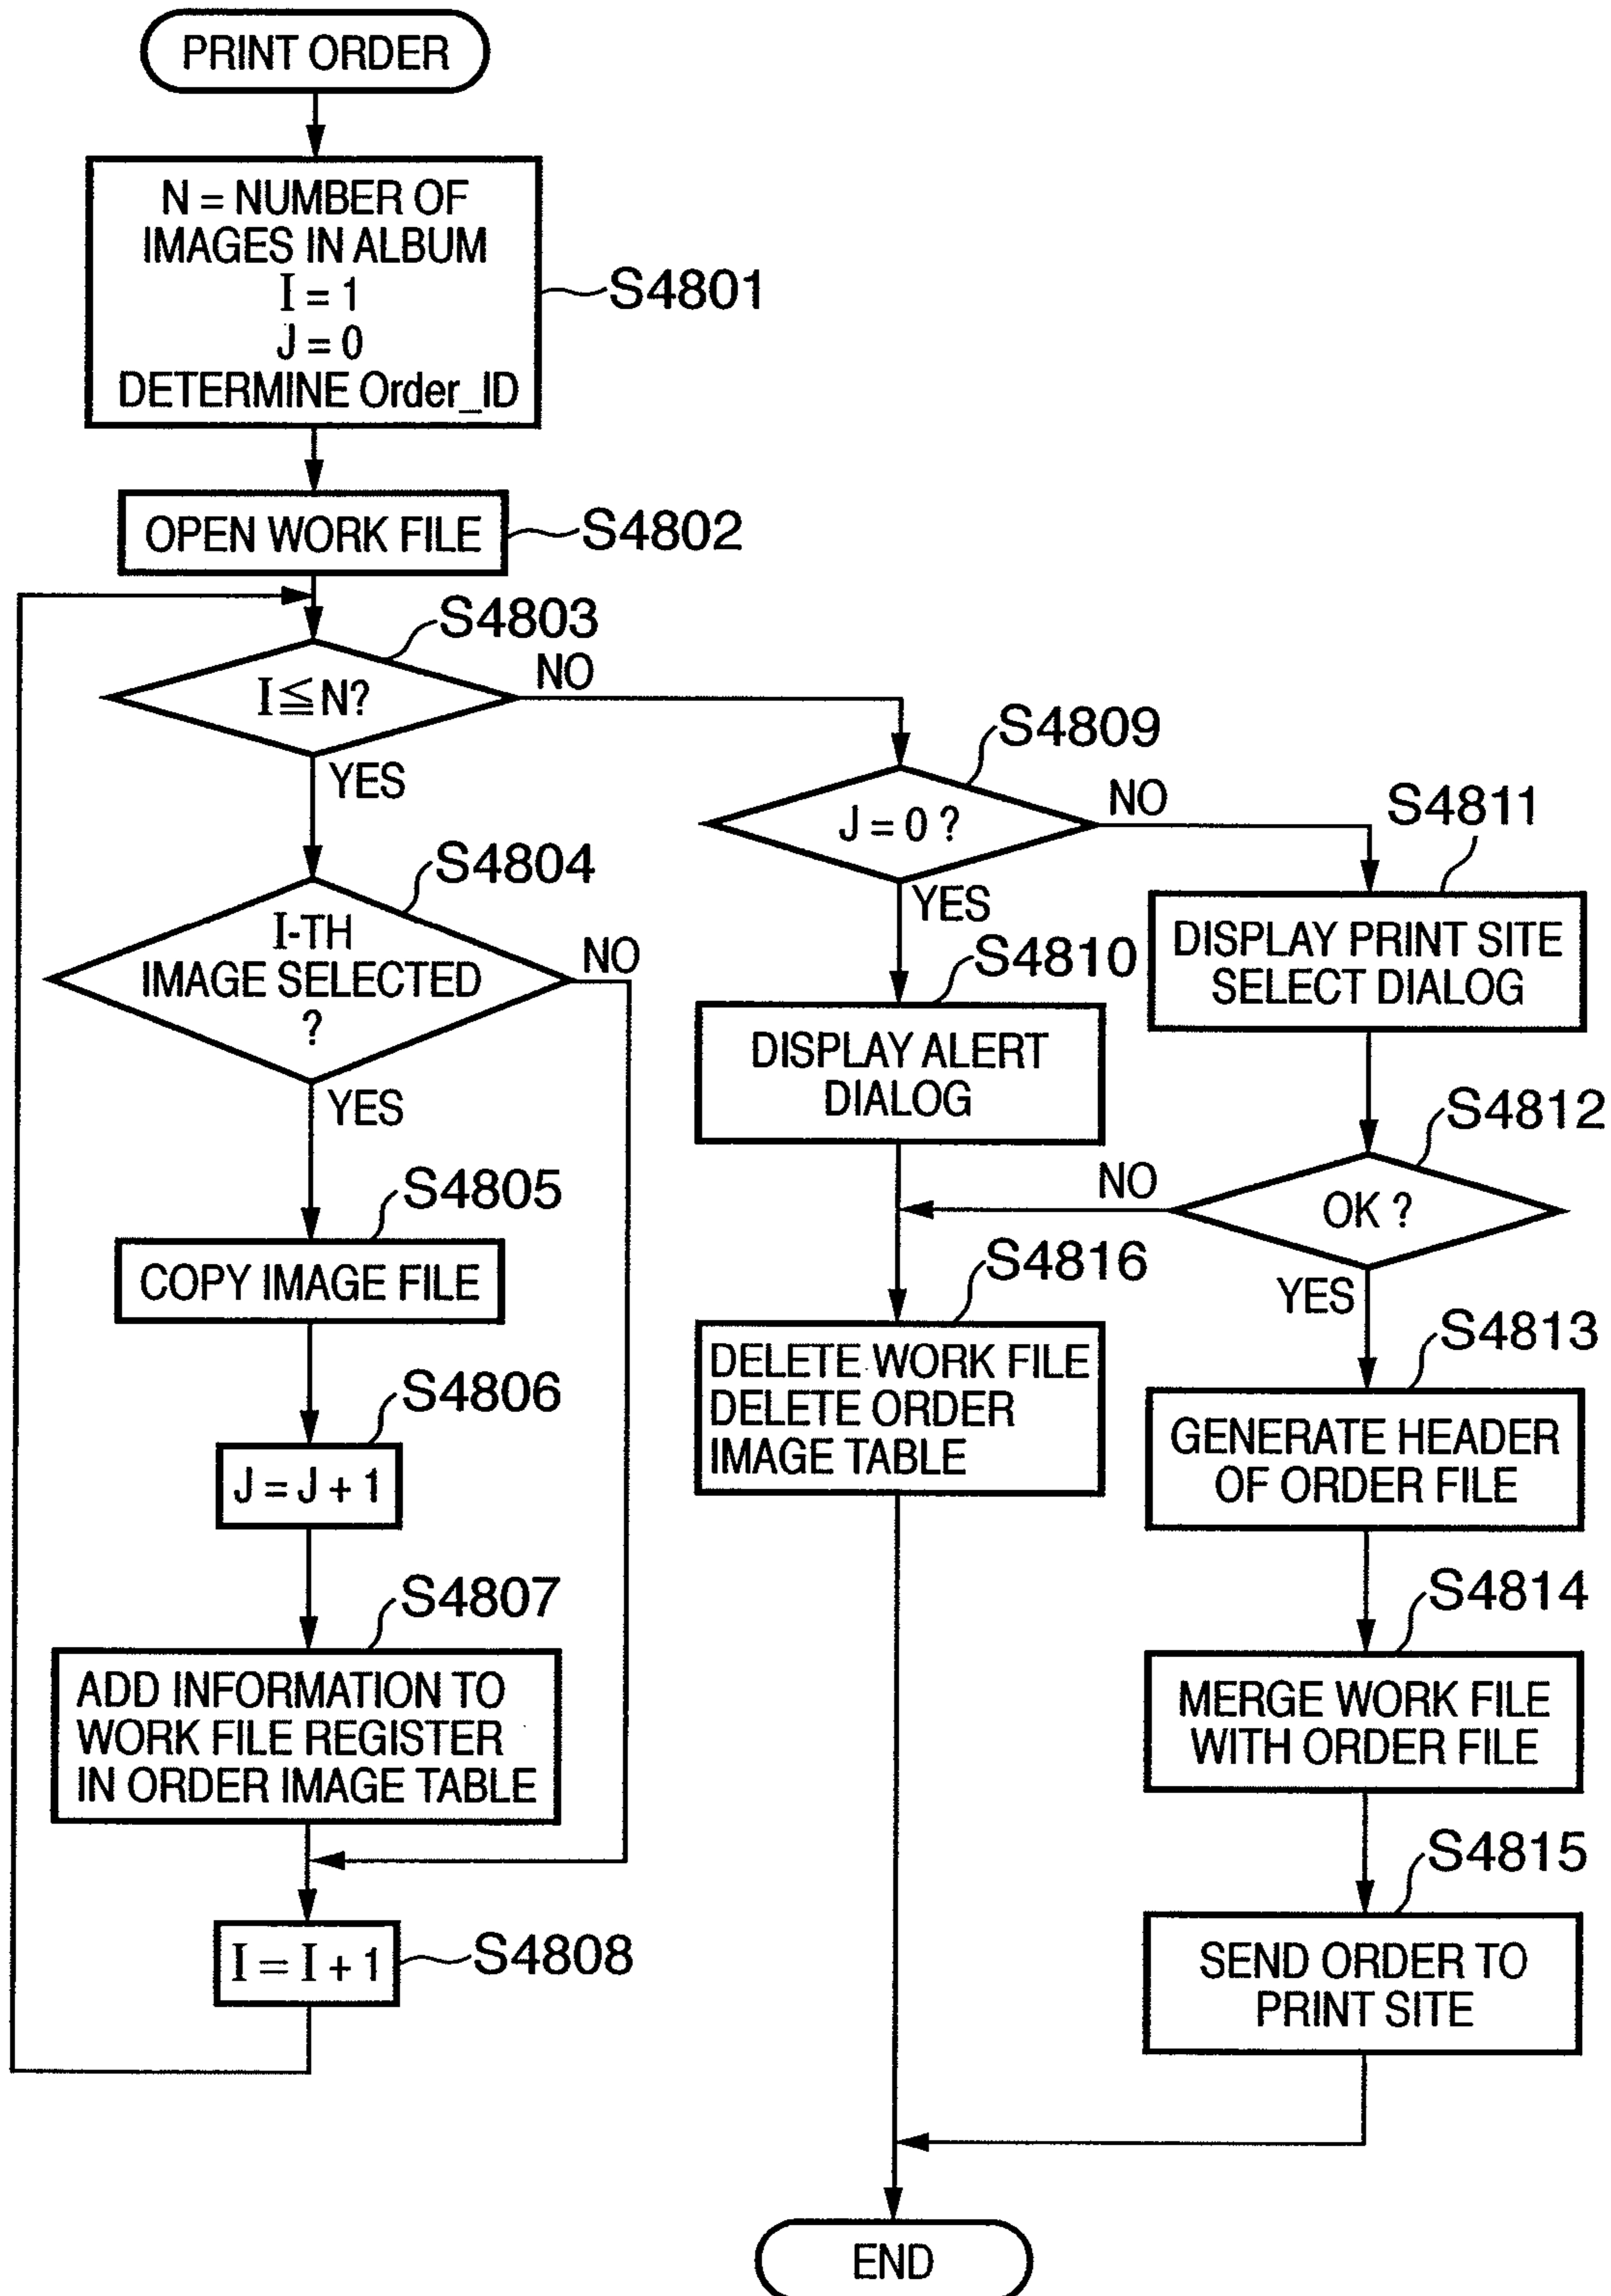 PRINT ORDER
N = NUMBER OF
IMAGES IN ALBUM
I = 1
J = 0
DETERMINE Order_ID
S4801
OPEN WORK FILE
S4802
S4803
I≦N?
NO
YES
S4804
I-TH
IMAGE SELECTED
?
NO
YES
S4805
COPY IMAGE FILE
S4806
J = J + 1
S4807
ADD INFORMATION TO
WORK FILE REGISTER
IN ORDER IMAGE TABLE
I = I + 1
S4808
S4809
J = 0 ?
NO
YES
S4810
DISPLAY ALERT
DIALOG
S4811
DISPLAY PRINT SITE
SELECT DIALOG
S4812
OK ?
NO
YES
S4816
DELETE WORK FILE
DELETE ORDER
IMAGE TABLE
S4813
GENERATE HEADER
OF ORDER FILE
S4814
MERGE WORK FILE
WITH ORDER FILE
S4815
SEND ORDER TO
PRINT SITE
END